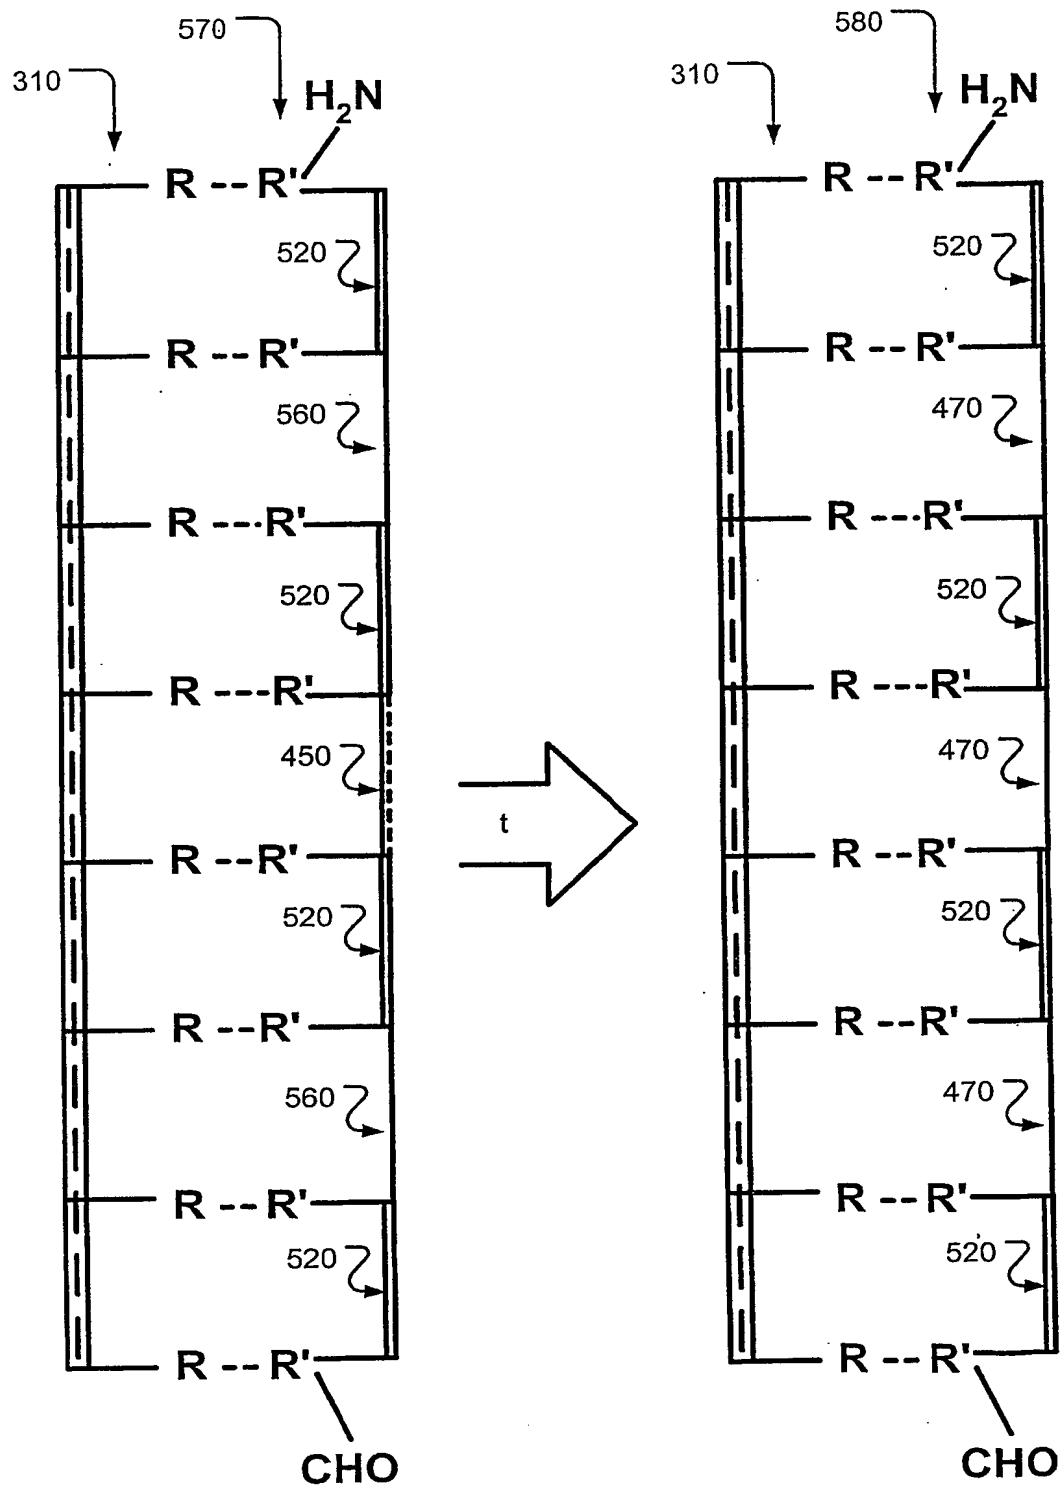 570
580
310
310
H2N
H2N
R -- R'
R -- R'
520
520
R -- R'
R -- R'
560
470
R --- R'
R --- R'
520
520
R --- R'
R --- R'
450
470
t
R -- R'
R -- R'
520
520
R -- R'
R -- R'
560
470
R -- R'
R -- R'
520
520
R -- R'
R -- R'
CHO
CHO